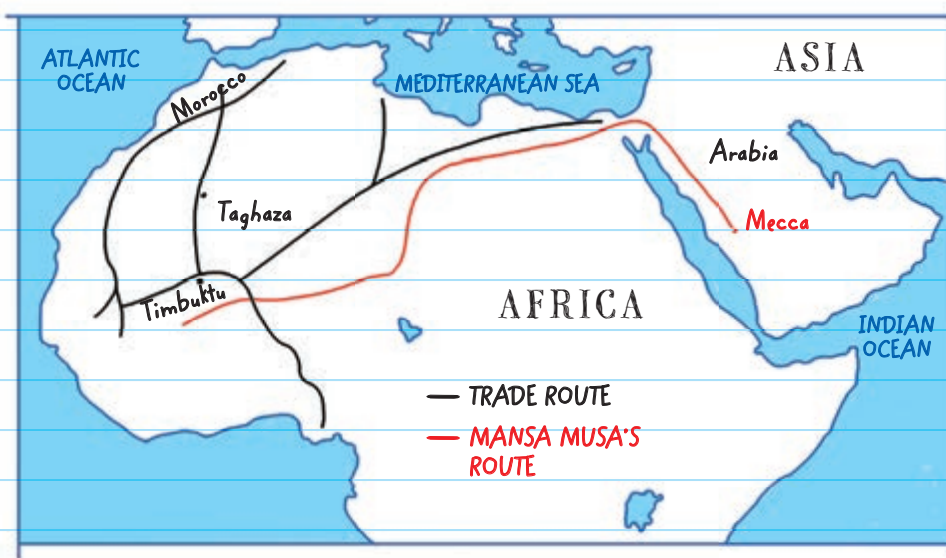 ATLANTIC
OCEAN
MEDITERRANEAN SEA
ASIA
Morocco
Arabia
Taghaza
Mecca
Timbuktu
AFRICA
INDIAN
OCEAN
TRADE ROUTE
MANSA MUSA'S
ROUTE